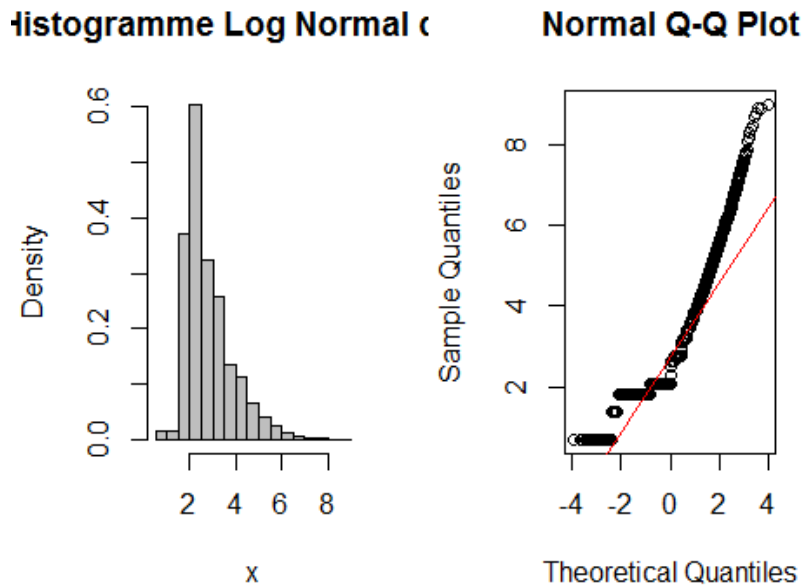 Histogramme Log Normal
Density
0.0
0.2
0.4
0.6
2 4 6 8
x
Normal Q-Q Plot
Sample Quantiles
2
4
6
8
-4 -2 0 2 4
Theoretical Quantiles